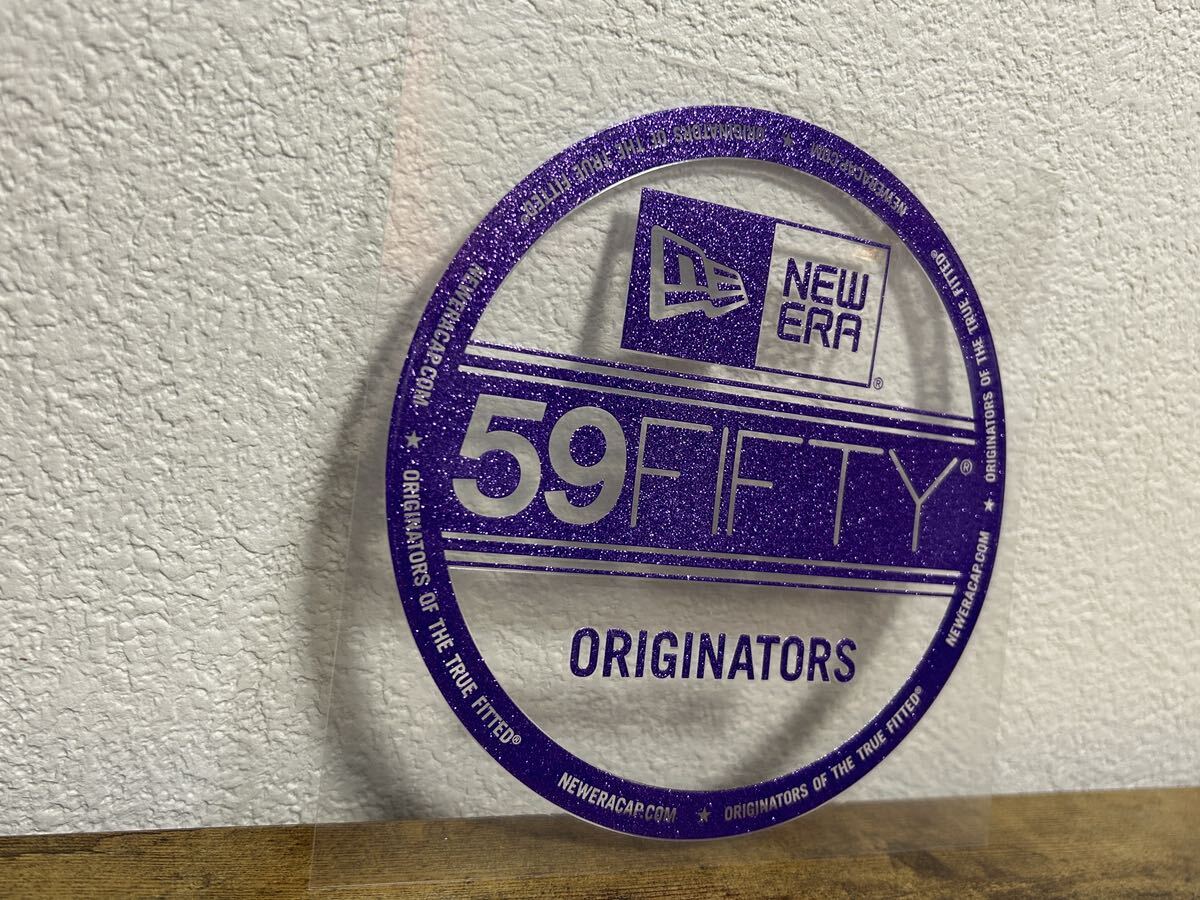 NEW
ERA
®
59FIFTY®
ORIGINATORS
ORIGINATORS OF THE TRUE FITTED® ★ NEWERACAP.COM
ORIGINATORS OF THE TRUE FITTED® ★ NEWERACAP.COM
ORIGINATORS OF THE TRUE FITTED® ★ NEWERACAP.COM
ORIGINATORS OF THE TRUE FITTED® ★ NEWERACAP.COM